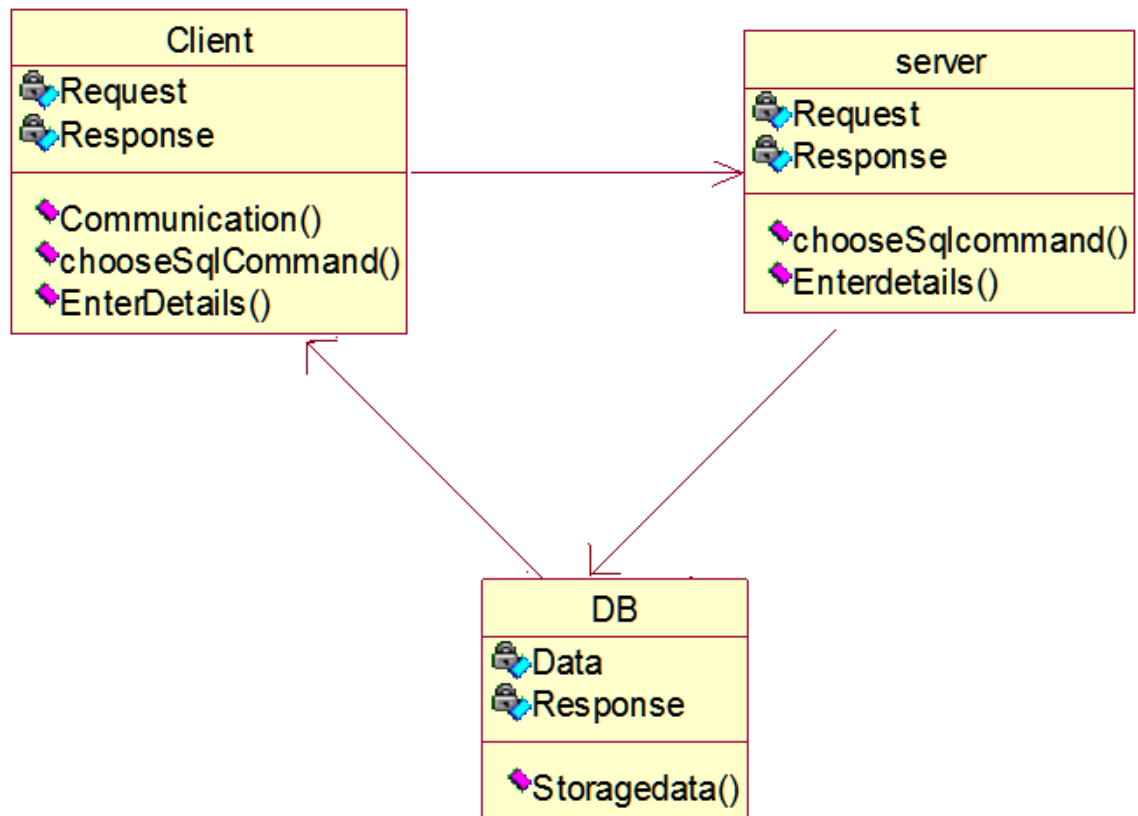 Client
Request
Response
Communication()
chooseSqlCommand()
EnterDetails()
server
Request
Response
chooseSqlcommand()
Enterdetails()
DB
Data
Response
Storagedata()